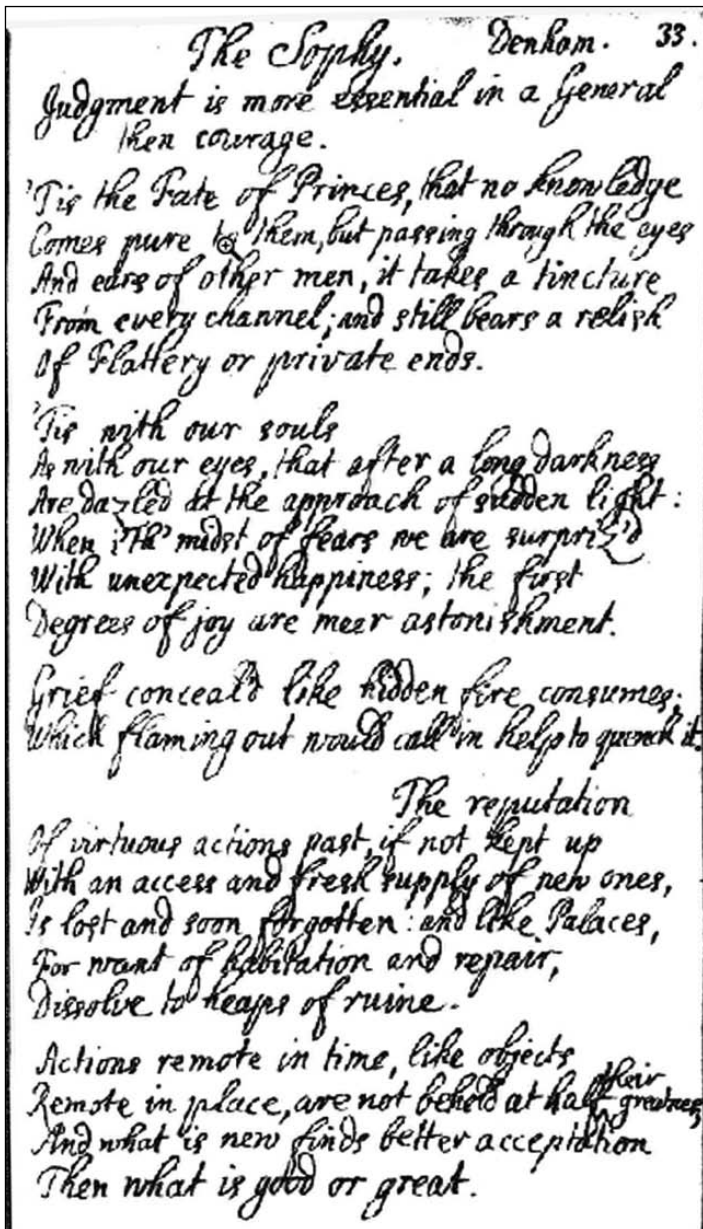 The Sophy. Denham. 33.
Judgment is more essential in a General
then courage.
'Tis the Fate of Princes, that no knowledge
Comes pure to them, but passing through the eyes
And ears of other men, it takes a tincture
From every channel; and still bears a relish
Of Flattery or private ends.
'Tis with our souls
As with our eyes, that after a long darkness
Are dazled at the approach of sudden light:
When i'th' midst of fears we are surpriz'd
With unexpected happiness; the first
Degrees of joy are meer astonishment.
Grief conceal'd like hidden fire consumes;
Which flaming out would call in help to quench it.
The reputation
Of virtuous actions past, if not kept up
With an access and fresh supply of new ones,
Is lost and soon forgotten: and like Palaces,
For want of habitation and repair,
Dissolve to heaps of ruine.
Actions remote in time, like objects
Remote in place, are not beheld at half their greatness,
And what is new finds better acceptation
Then what is good or great.